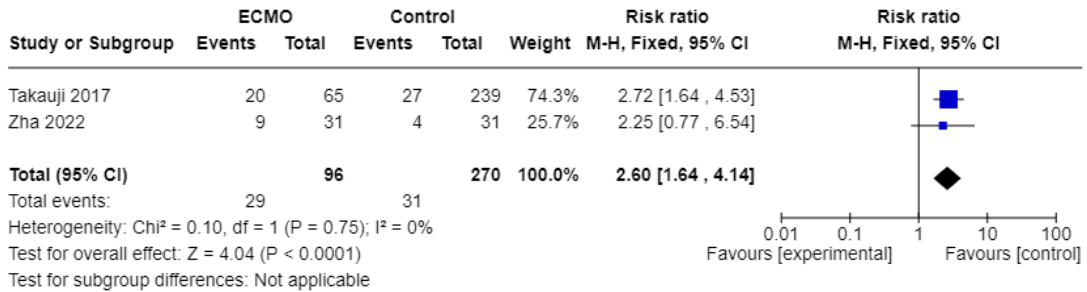 ECMO Control Risk ratio Risk ratio
Study or Subgroup Events Total Events Total Weight M-H, Fixed, 95% CI M-H, Fixed, 95% CI
Takauji 2017 20 65 27 239 74.3% 2.72 [1.64 , 4.53]
Zha 2022 9 31 4 31 25.7% 2.25 [0.77 , 6.54]
Total (95% CI) 96 270 100.0% 2.60 [1.64 , 4.14]
Total events: 29 31
Heterogeneity: Chi² = 0.10, df = 1 (P = 0.75); I² = 0%
0.01 0.1 1 10 100
Test for overall effect: Z = 4.04 (P < 0.0001)
Favours [experimental] Favours [control]
Test for subgroup differences: Not applicable